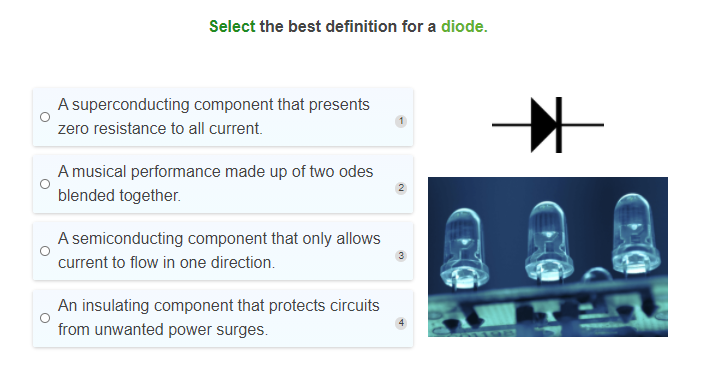 Select the best definition for a diode.
A superconducting component that presents
zero resistance to all current.
1
A musical performance made up of two odes
blended together.
2
A semiconducting component that only allows
current to flow in one direction.
3
An insulating component that protects circuits
from unwanted power surges.
4